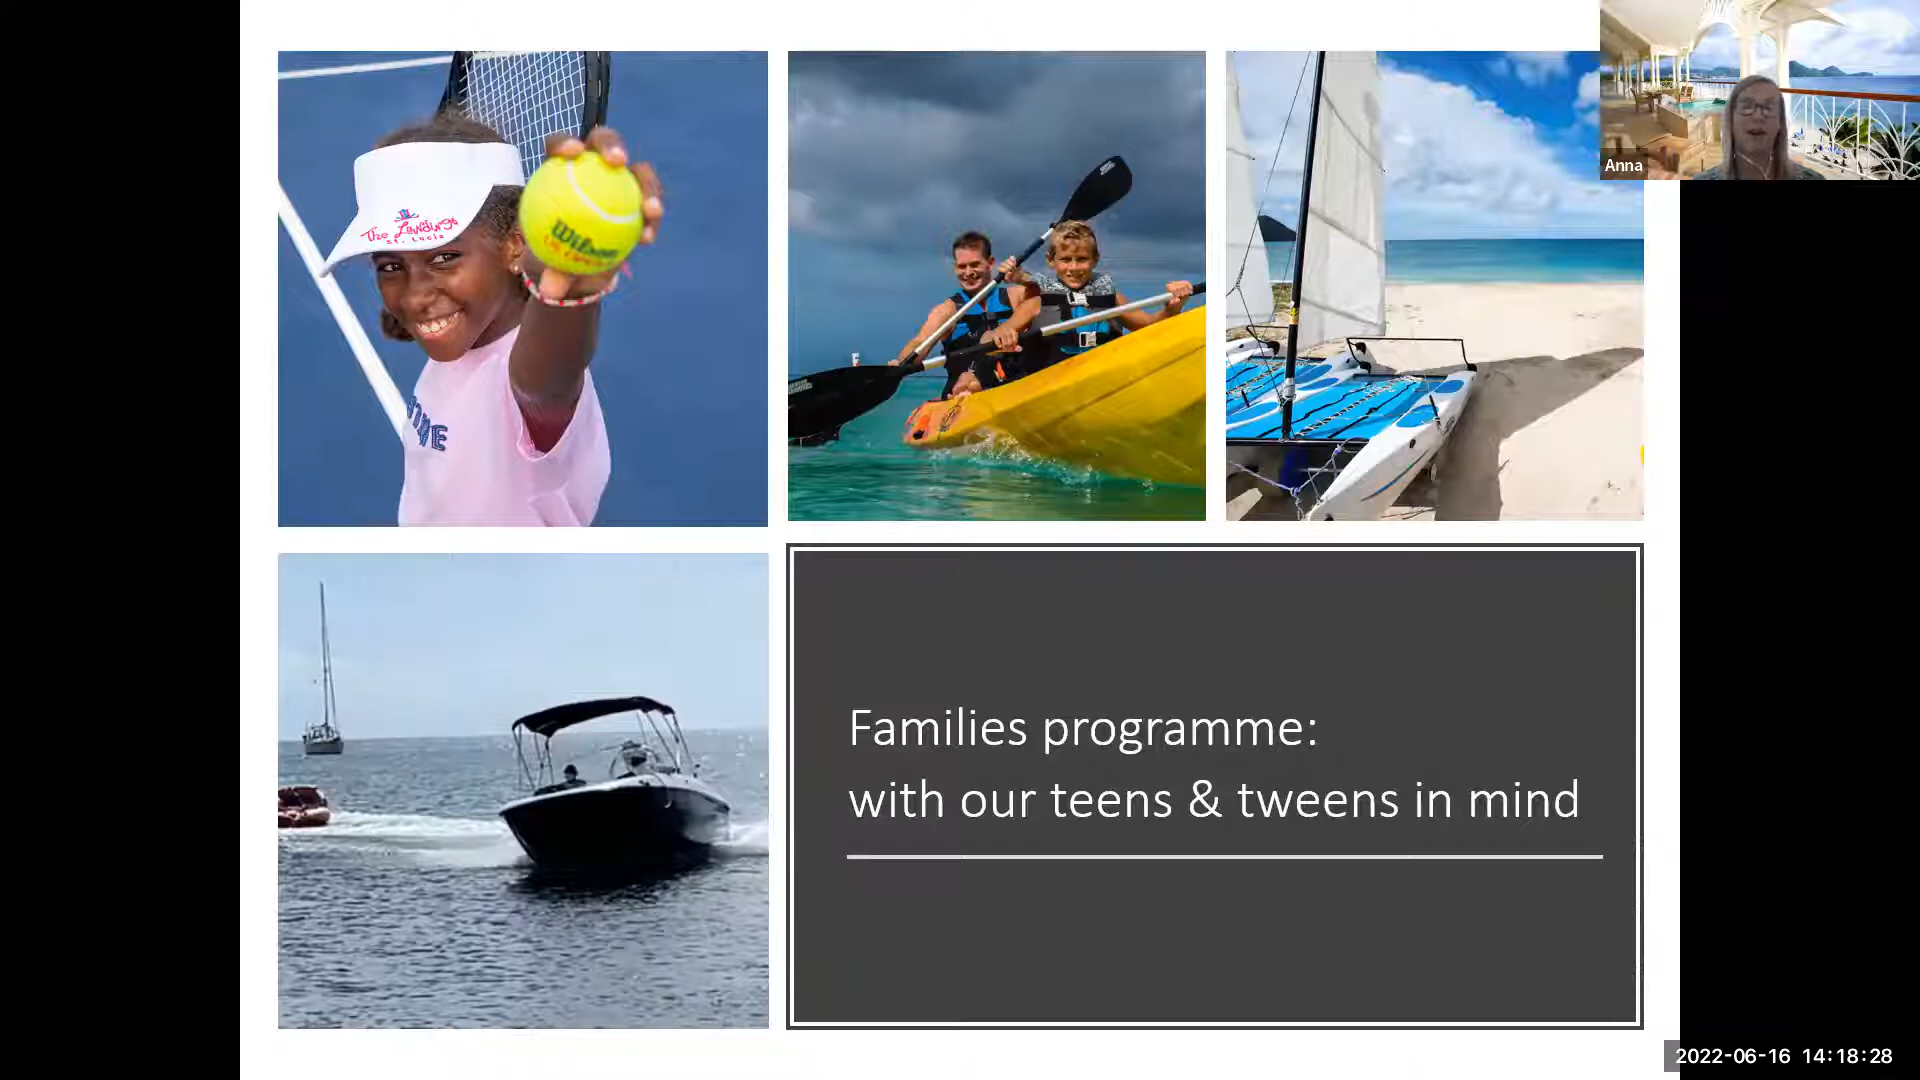 The Landings
St. Lucia
Wilson
Anna
Families programme:
with our teens & tweens in mind
2022-06-16 14:18:28